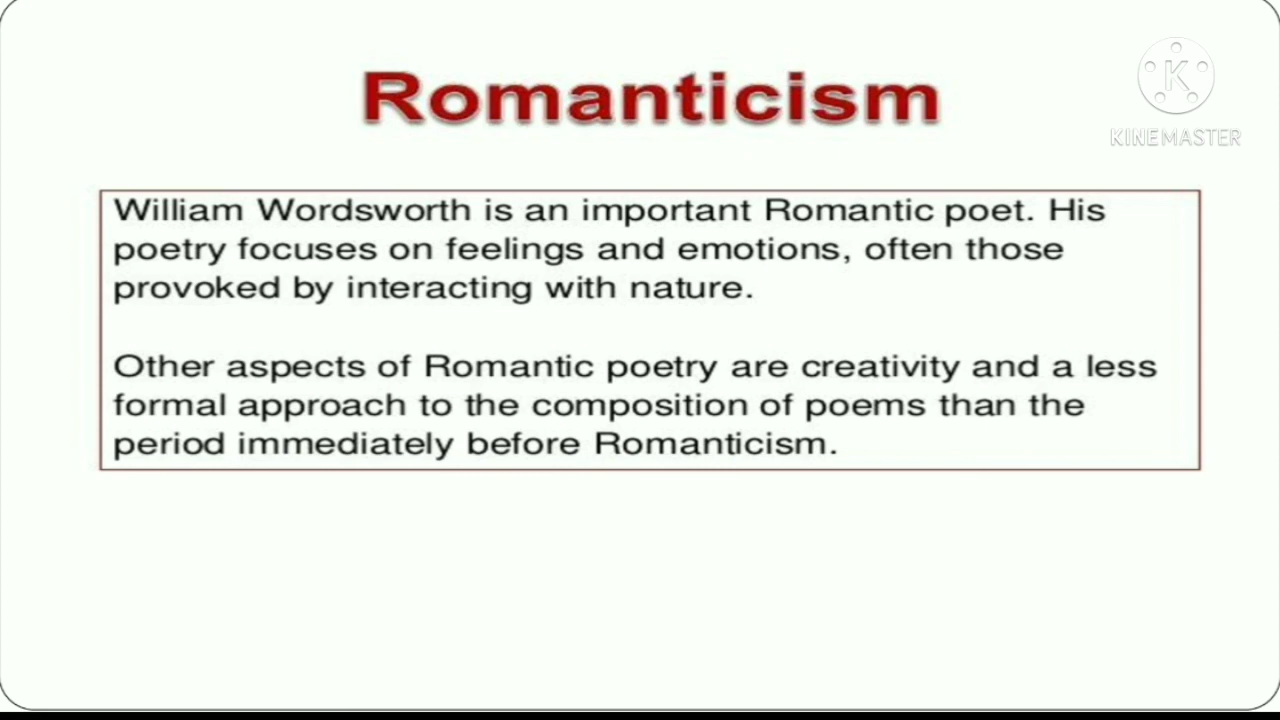 Romanticism
K
KINEMASTER
William Wordsworth is an important Romantic poet. His
poetry focuses on feelings and emotions, often those
provoked by interacting with nature.
Other aspects of Romantic poetry are creativity and a less
formal approach to the composition of poems than the
period immediately before Romanticism.